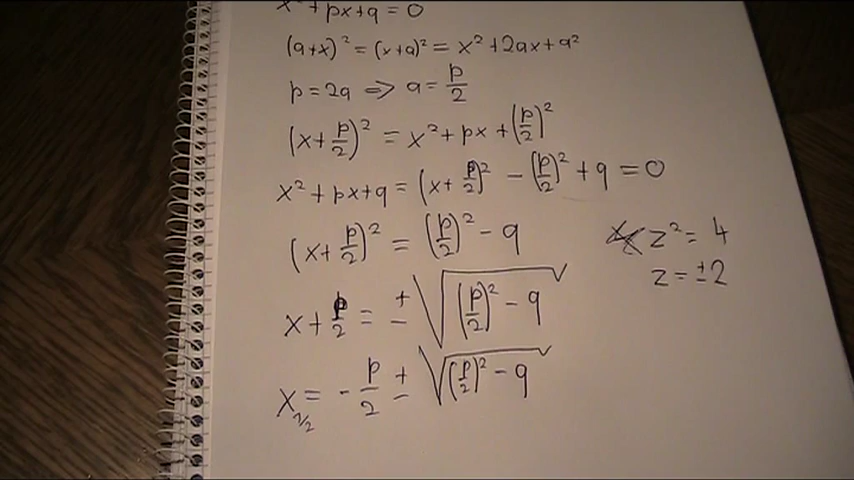 x² + px + q = 0
(a+x)² = (x+a)² = x² + 2ax + a²
p = 2a => a = p/2
(x + p/2)² = x² + px + (p/2)²
x² + px + q = (x + p/2)² - (p/2)² + q = 0
(x + p/2)² = (p/2)² - q
z² = 4
z = ±2
x + p/2 = ± √((p/2)² - q)
x₁/₂ = - p/2 ± √((p/2)² - q)